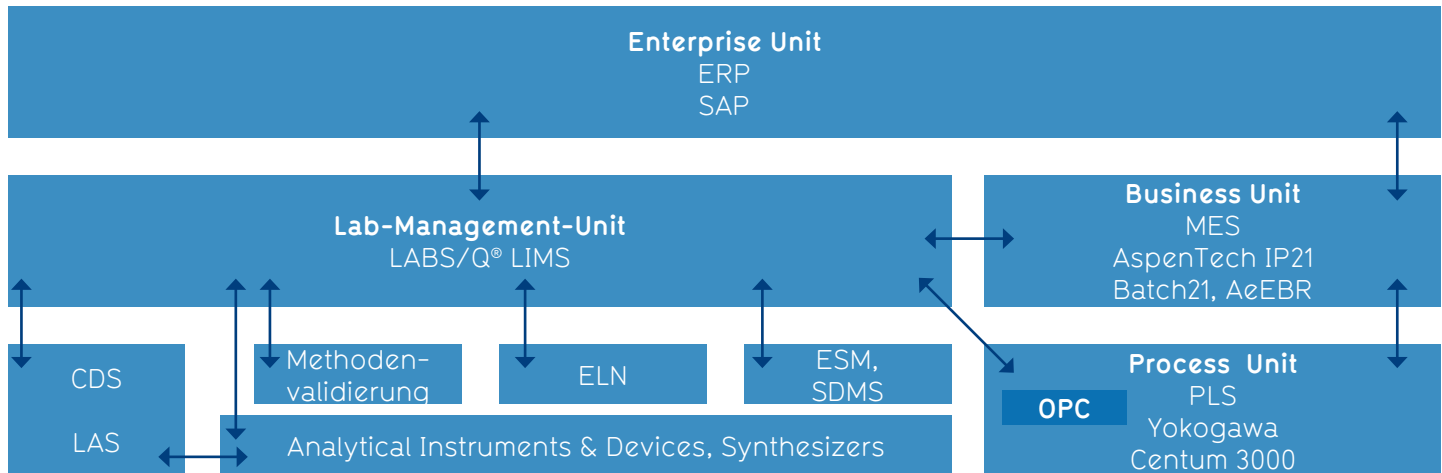 Enterprise Unit
ERP
SAP
Lab-Management-Unit
LABS/Q® LIMS
Business Unit
MES
AspenTech IP21
Batch21, AeEBR
CDS
LAS
Methoden-
validierung
ELN
ESM,
SDMS
Analytical Instruments & Devices, Synthesizers
Process Unit
OPC
PLS
Yokogawa
Centum 3000